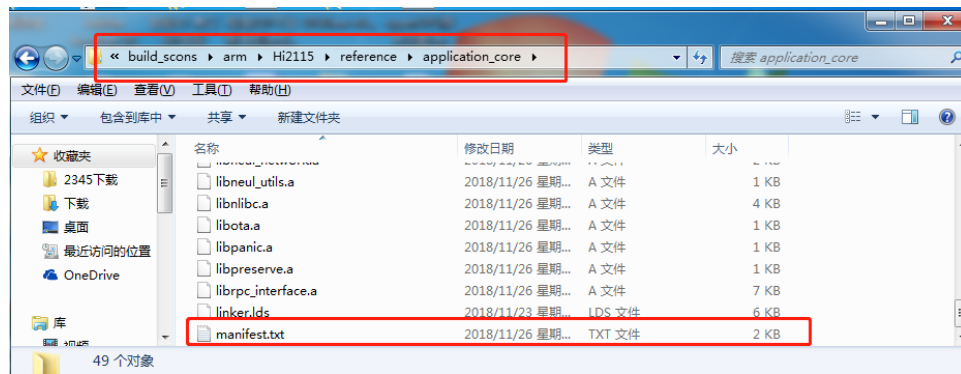 « build_scons ▸ arm ▸ Hi2115 ▸ reference ▸ application_core ▸
搜索 application_core
文件(F) 编辑(E) 查看(V) 工具(T) 帮助(H)
组织 包含到库中 共享 新建文件夹
收藏夹
2345下载
下载
桌面
最近访问的位置
OneDrive
库
视频
名称 修改日期 类型 大小
libneul_utils.a 2018/11/26 星期... A 文件 1 KB
libnlibc.a 2018/11/26 星期... A 文件 4 KB
libota.a 2018/11/26 星期... A 文件 1 KB
libpanic.a 2018/11/26 星期... A 文件 1 KB
libpreserve.a 2018/11/26 星期... A 文件 1 KB
librpc_interface.a 2018/11/26 星期... A 文件 7 KB
linker.lds 2018/11/23 星期... LDS 文件 6 KB
manifest.txt 2018/11/26 星期... TXT 文件 2 KB
49 个对象